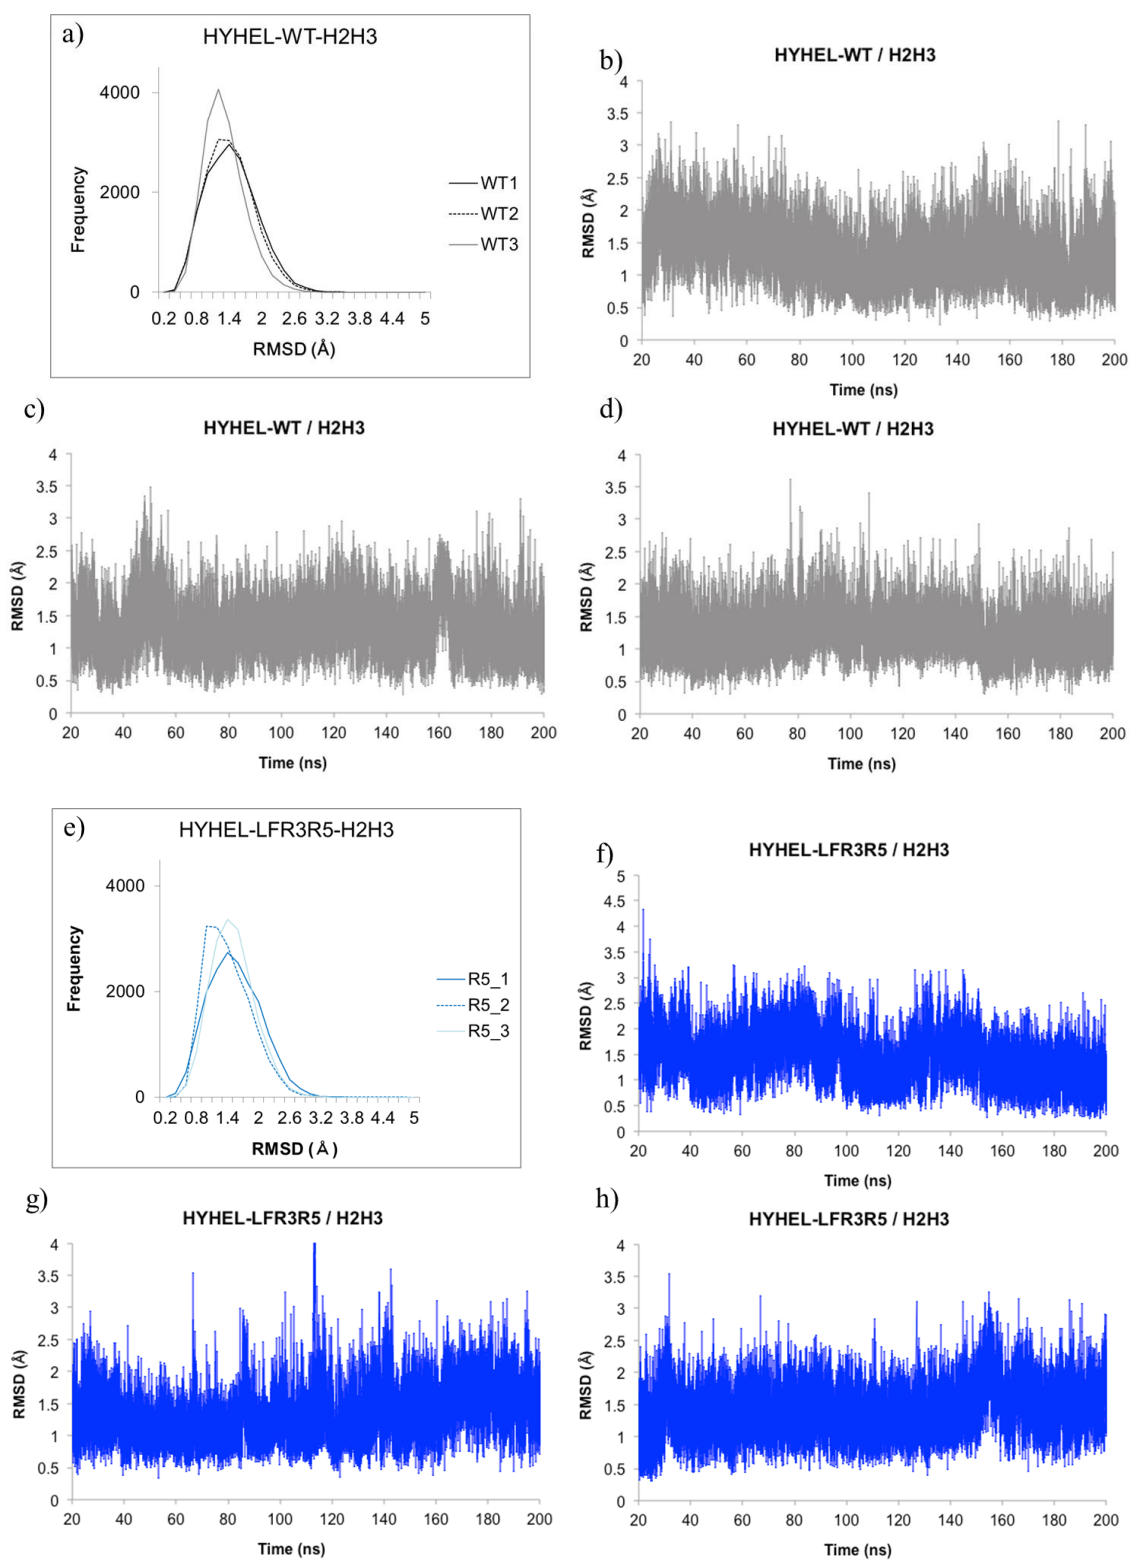 a)
HYHEL-WT-H2H3
4000
2000
0
Frequency
0.2 0.8 1.4 2 2.6 3.2 3.8 4.4 5
RMSD (Å)
WT1
WT2
WT3
b)
HYHEL-WT / H2H3
4
3.5
3
2.5
2
1.5
1
0.5
0
RMSD (Å)
20 40 60 80 100 120 140 160 180 200
Time (ns)
c)
HYHEL-WT / H2H3
4
3.5
3
2.5
2
1.5
1
0.5
0
RMSD (Å)
20 40 60 80 100 120 140 160 180 200
Time (ns)
d)
HYHEL-WT / H2H3
4
3.5
3
2.5
2
1.5
1
0.5
0
RMSD (Å)
20 40 60 80 100 120 140 160 180 200
Time (ns)
e)
HYHEL-LFR3R5-H2H3
4000
2000
0
Frequency
0.2 0.8 1.4 2 2.6 3.2 3.8 4.4 5
RMSD (Å)
R5_1
R5_2
R5_3
f)
HYHEL-LFR3R5 / H2H3
5
4.5
4
3.5
3
2.5
2
1.5
1
0.5
0
RMSD (Å)
20 40 60 80 100 120 140 160 180 200
Time (ns)
g)
HYHEL-LFR3R5 / H2H3
4
3.5
3
2.5
2
1.5
1
0.5
0
RMSD (Å)
20 40 60 80 100 120 140 160 180 200
Time (ns)
h)
HYHEL-LFR3R5 / H2H3
4
3.5
3
2.5
2
1.5
1
0.5
0
RMSD (Å)
20 40 60 80 100 120 140 160 180 200
Time (ns)